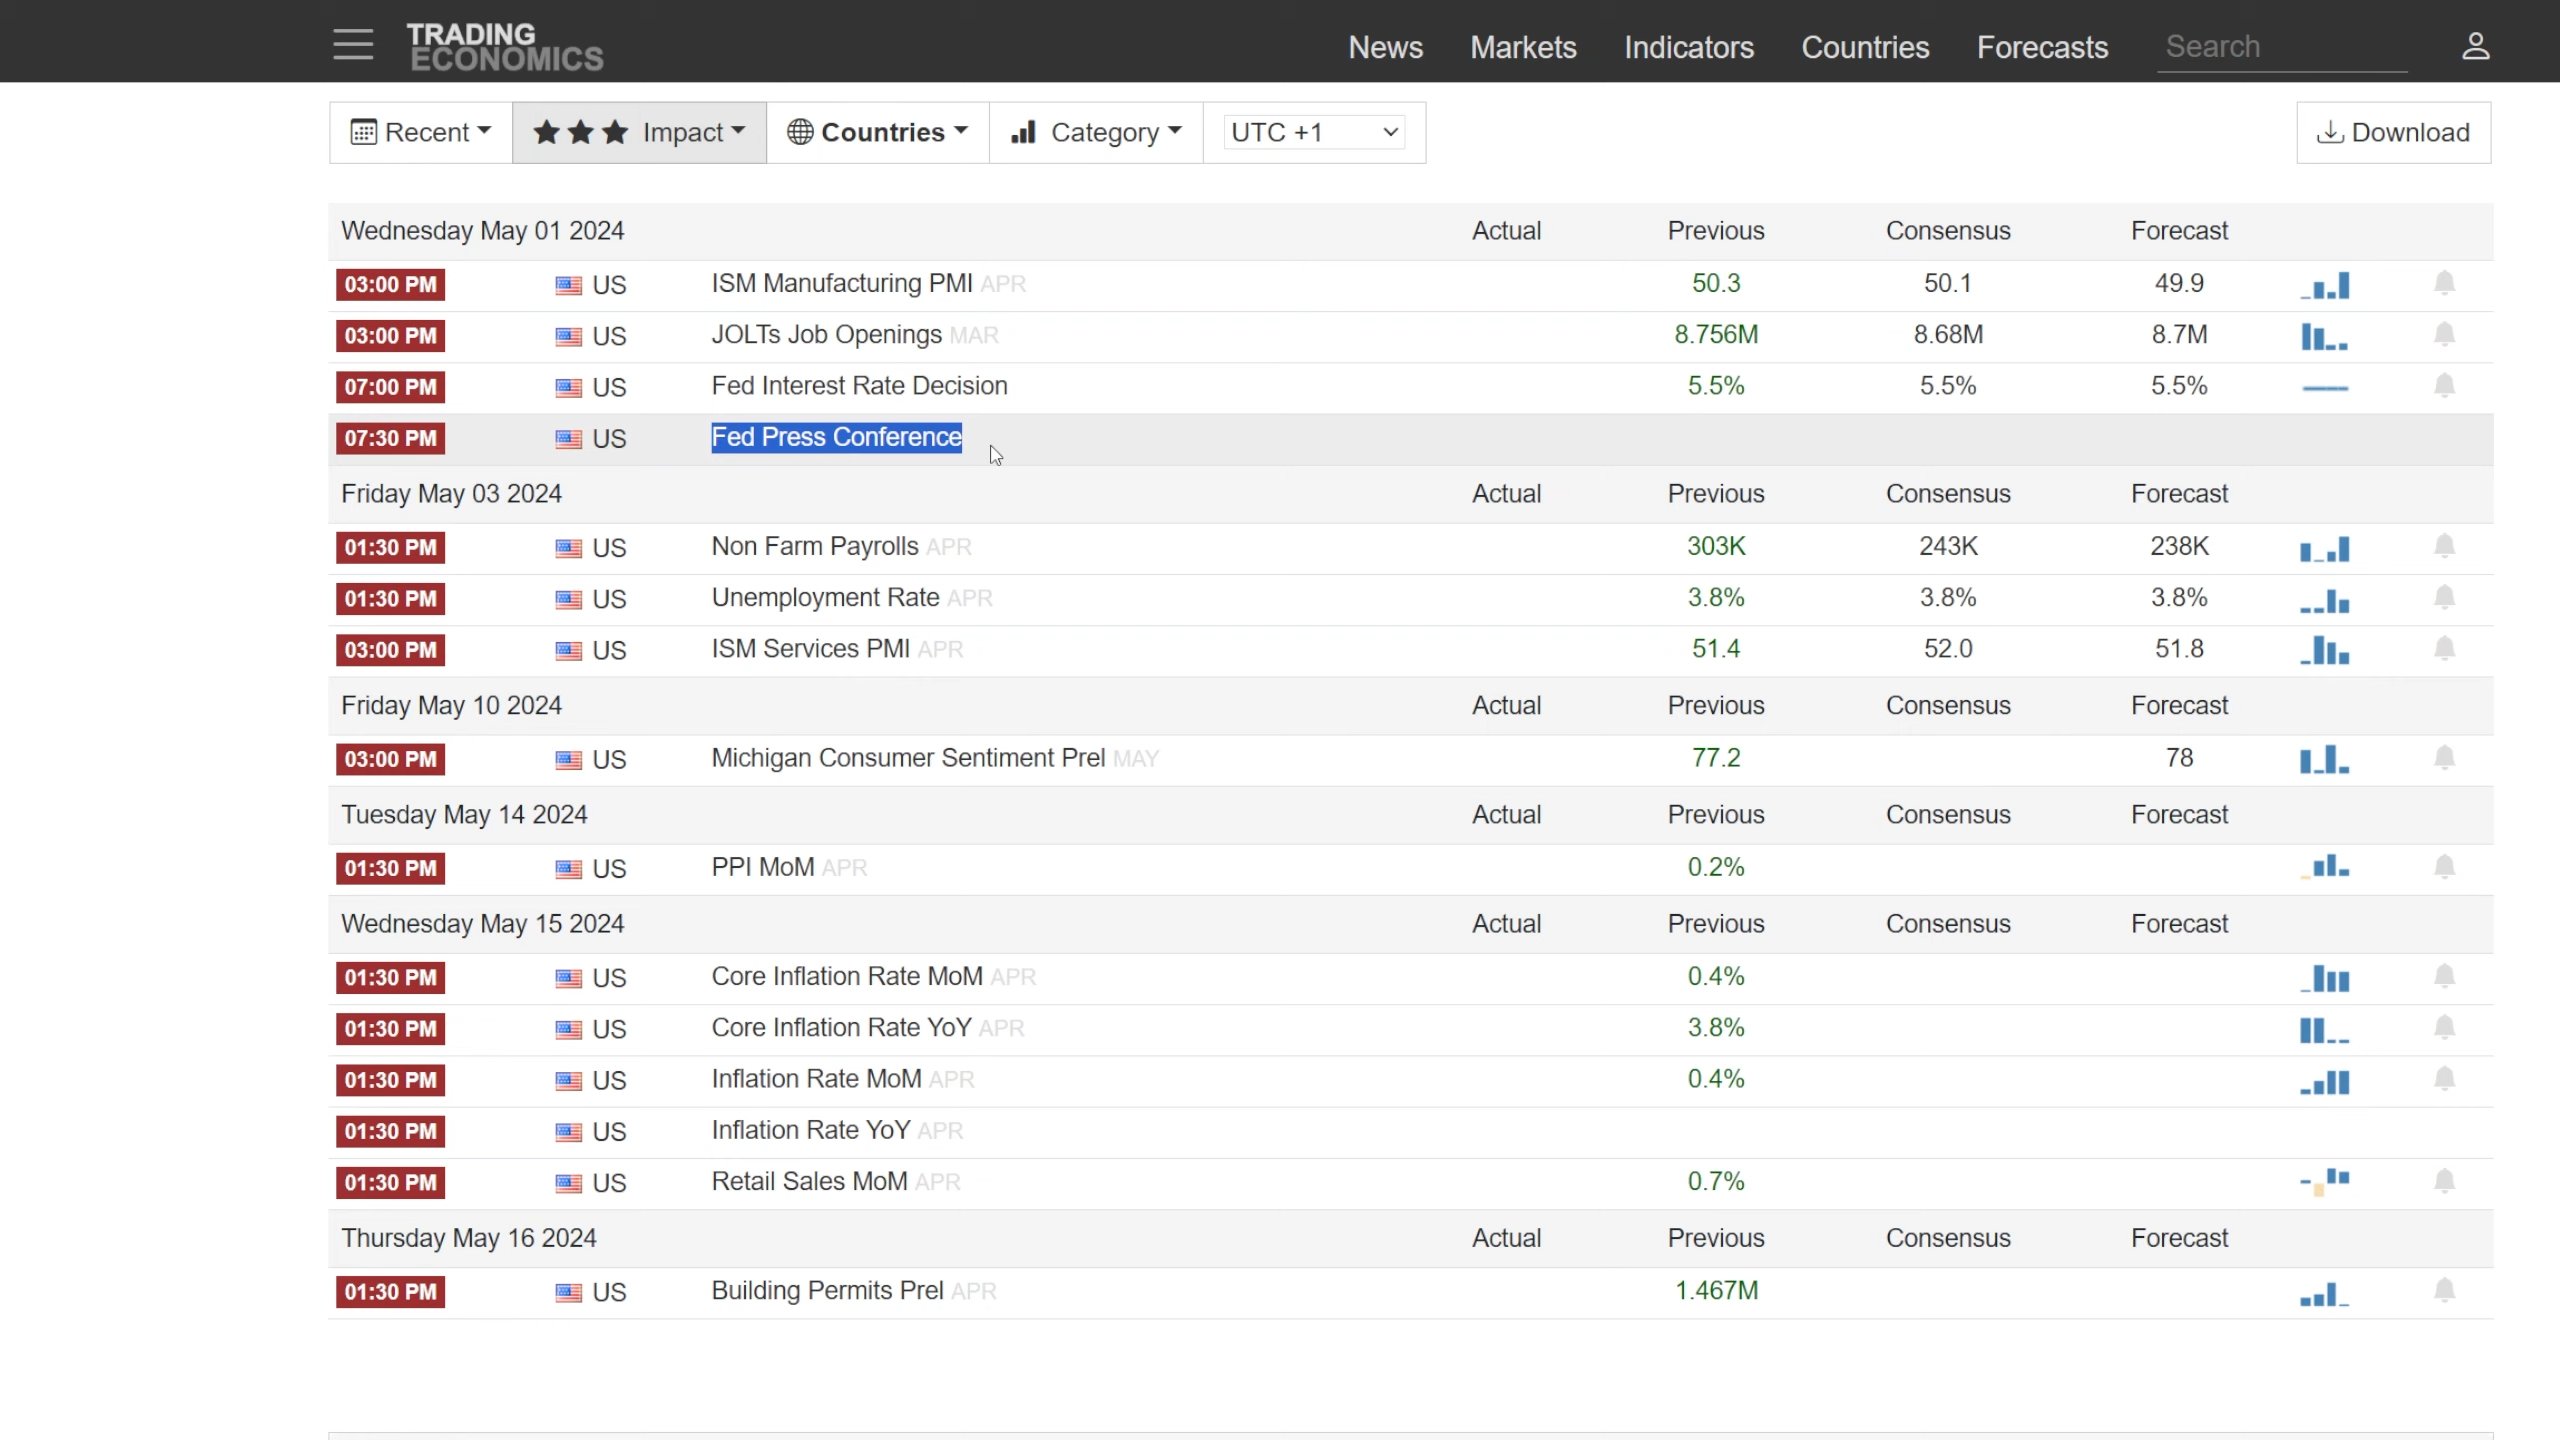 TRADING
ECONOMICS
News Markets Indicators Countries Forecasts Search
Recent Impact Countries Category UTC +1 Download
Wednesday May 01 2024 Actual Previous Consensus Forecast
03:00 PM US ISM Manufacturing PMI APR 50.3 50.1 49.9
03:00 PM US JOLTs Job Openings MAR 8.756M 8.68M 8.7M
07:00 PM US Fed Interest Rate Decision 5.5% 5.5% 5.5%
07:30 PM US Fed Press Conference
Friday May 03 2024 Actual Previous Consensus Forecast
01:30 PM US Non Farm Payrolls APR 303K 243K 238K
01:30 PM US Unemployment Rate APR 3.8% 3.8% 3.8%
03:00 PM US ISM Services PMI APR 51.4 52.0 51.8
Friday May 10 2024 Actual Previous Consensus Forecast
03:00 PM US Michigan Consumer Sentiment Prel MAY 77.2 78
Tuesday May 14 2024 Actual Previous Consensus Forecast
01:30 PM US PPI MoM APR 0.2%
Wednesday May 15 2024 Actual Previous Consensus Forecast
01:30 PM US Core Inflation Rate MoM APR 0.4%
01:30 PM US Core Inflation Rate YoY APR 3.8%
01:30 PM US Inflation Rate MoM APR 0.4%
01:30 PM US Inflation Rate YoY APR
01:30 PM US Retail Sales MoM APR 0.7%
Thursday May 16 2024 Actual Previous Consensus Forecast
01:30 PM US Building Permits Prel APR 1.467M